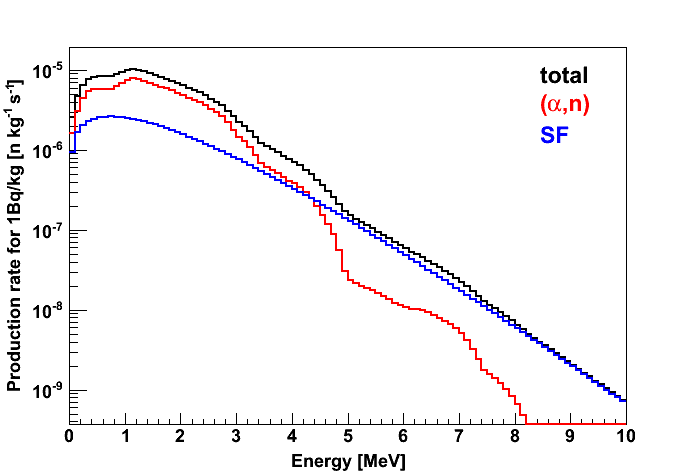 total
(α,n)
SF
Production rate for 1Bq/kg [n kg⁻¹ s⁻¹]
10⁻⁵
10⁻⁶
10⁻⁷
10⁻⁸
10⁻⁹
0 1 2 3 4 5 6 7 8 9 10
Energy [MeV]